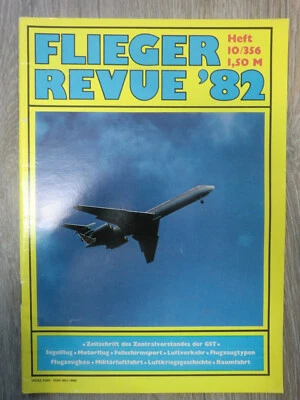 FLIEGER
REVUE '82
Heft
10/356
1,50 M
• Zeitschrift des Zentralvorstandes der GST •
Segelflug • Motorflug • Fallschirmsport • Luftverkehr • Flugzeugtypen
Flugzeugbau • Militärluftfahrt • Luftkriegsgeschichte • Raumfahrt